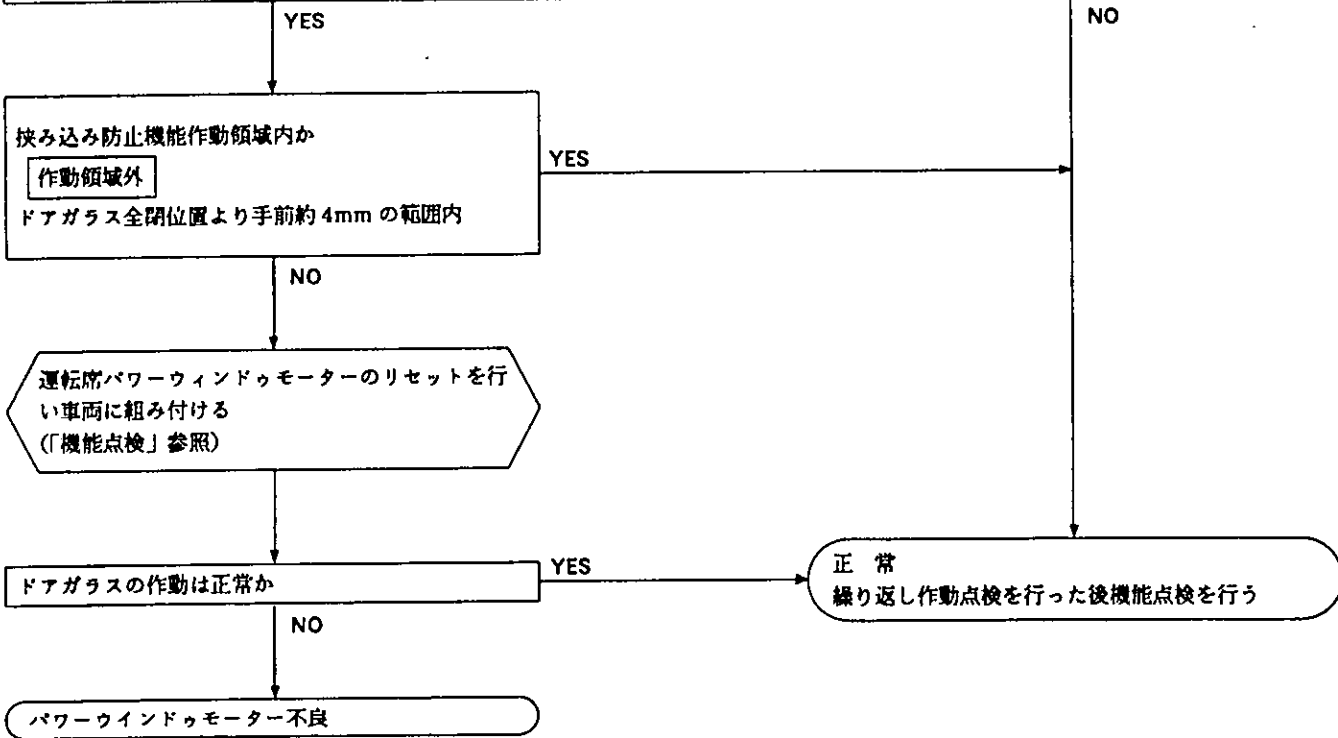 YES
NO
挟み込み防止機能作動領域内か
作動領域外
ドアガラス全閉位置より手前約 4mm の範囲内
YES
NO
運転席パワーウィンドゥモーターのリセットを行
い車両に組み付ける
(「機能点検」参照)
ドアガラスの作動は正常か
YES
正 常
繰り返し作動点検を行った後機能点検を行う
NO
パワーウインドゥモーター不良